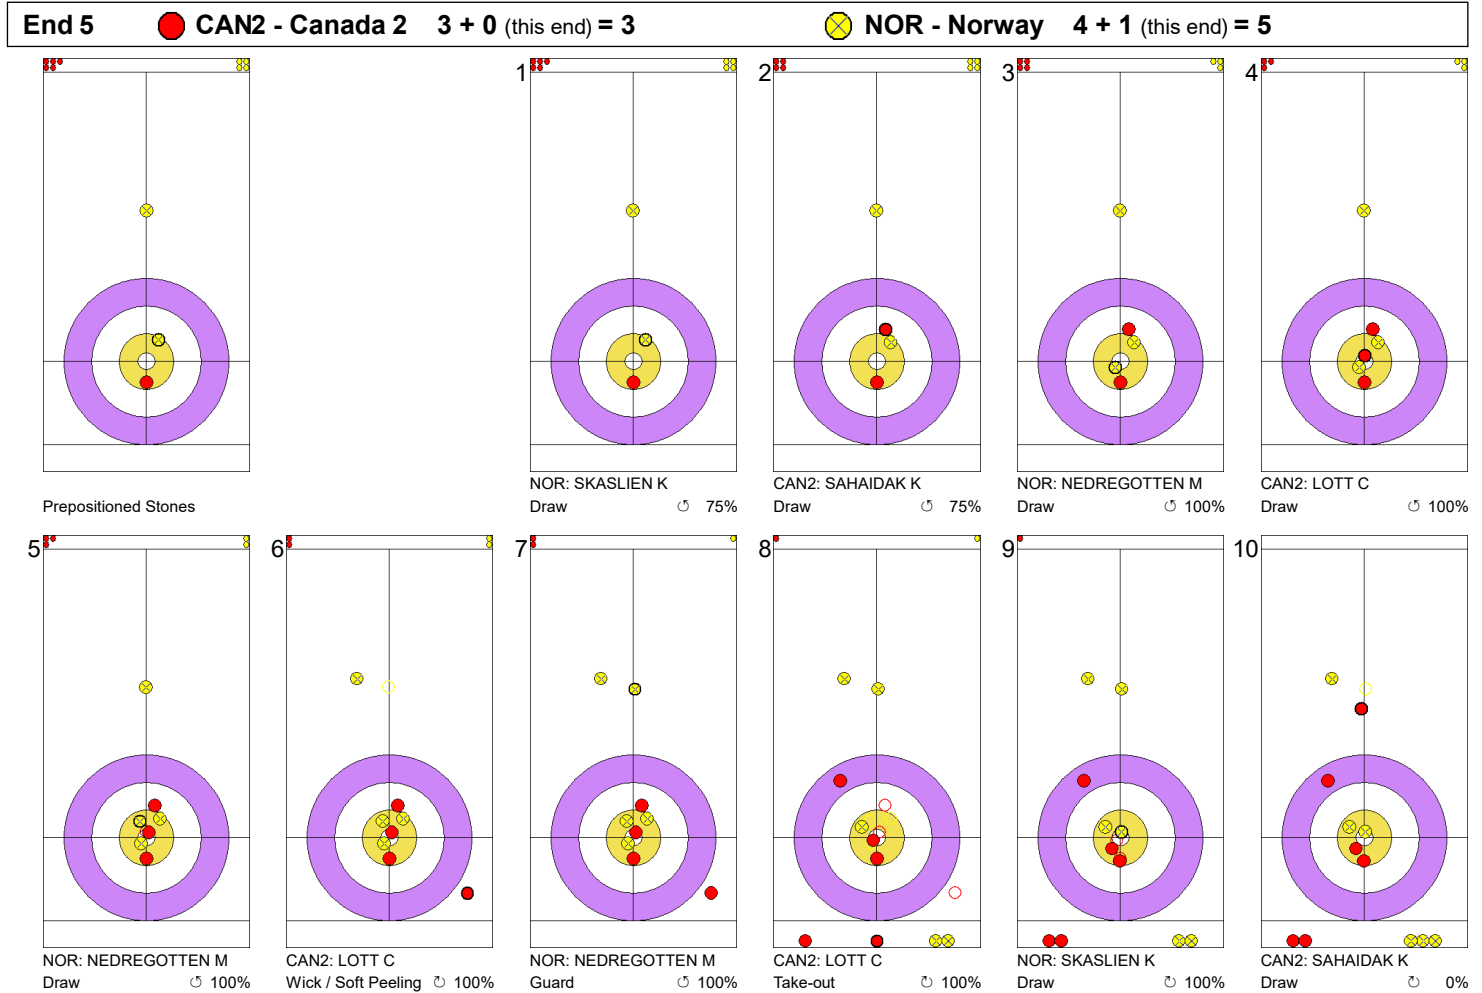 End 5 CAN2 - Canada 2 3 + 0 (this end) = 3 NOR - Norway 4 + 1 (this end) = 5
1 2 3 4
Prepositioned Stones
NOR: SKASLIEN K
Draw 75%
CAN2: SAHAIDAK K
Draw 75%
NOR: NEDREGOTTEN M
Draw 100%
CAN2: LOTT C
Draw 100%
5 6 7 8 9 10
NOR: NEDREGOTTEN M
Draw 100%
CAN2: LOTT C
Wick / Soft Peeling 100%
NOR: NEDREGOTTEN M
Guard 100%
CAN2: LOTT C
Take-out 100%
NOR: SKASLIEN K
Draw 100%
CAN2: SAHAIDAK K
Draw 0%